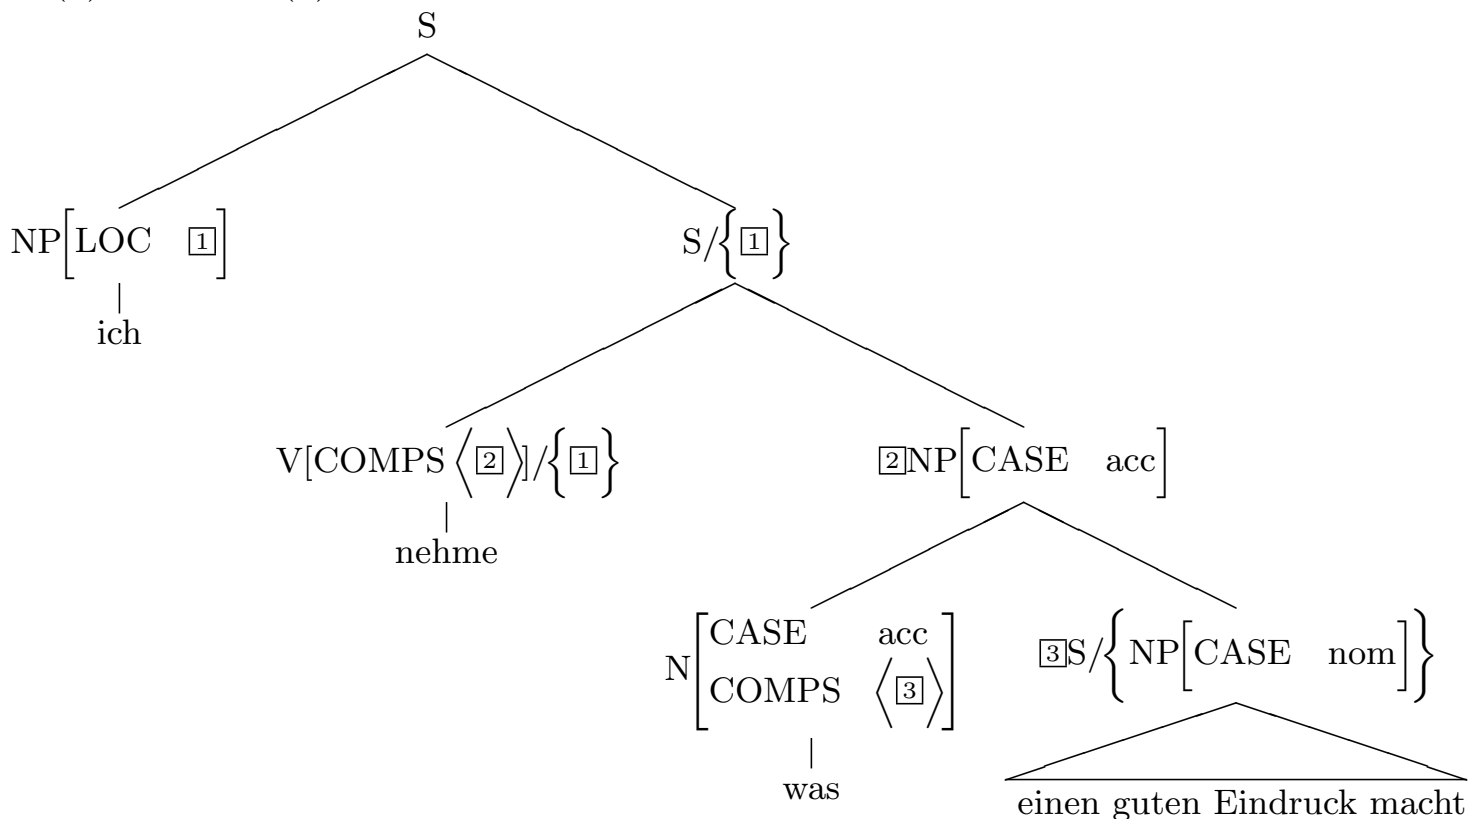 S
NP[LOC 1]
S/{1}
ich
V[COMPS ⟨2⟩]/{1}
2NP[CASE acc]
nehme
N[CASE acc
COMPS ⟨3⟩]
3S/{NP[CASE nom]}
was
einen guten Eindruck macht